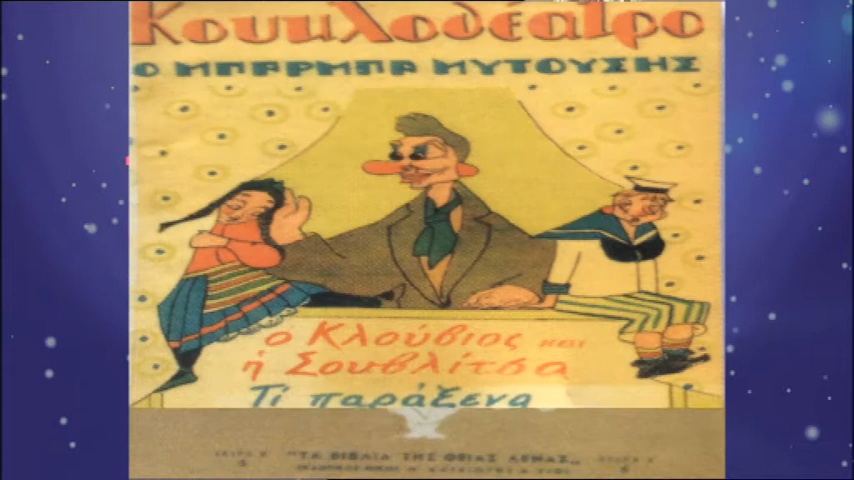 Κουκλοθέατρο
Ο ΜΠΑΡΜΠΑ ΜΥΤΟΥΣΗΣ
ὁ Κλούβιος και
ἡ Σουβλίτσα
Τί παράξενα
"ΤΑ ΒΙΒΛΙΑ ΤΗΣ ΘΕΙΑΣ ΛΕΝΑΣ"